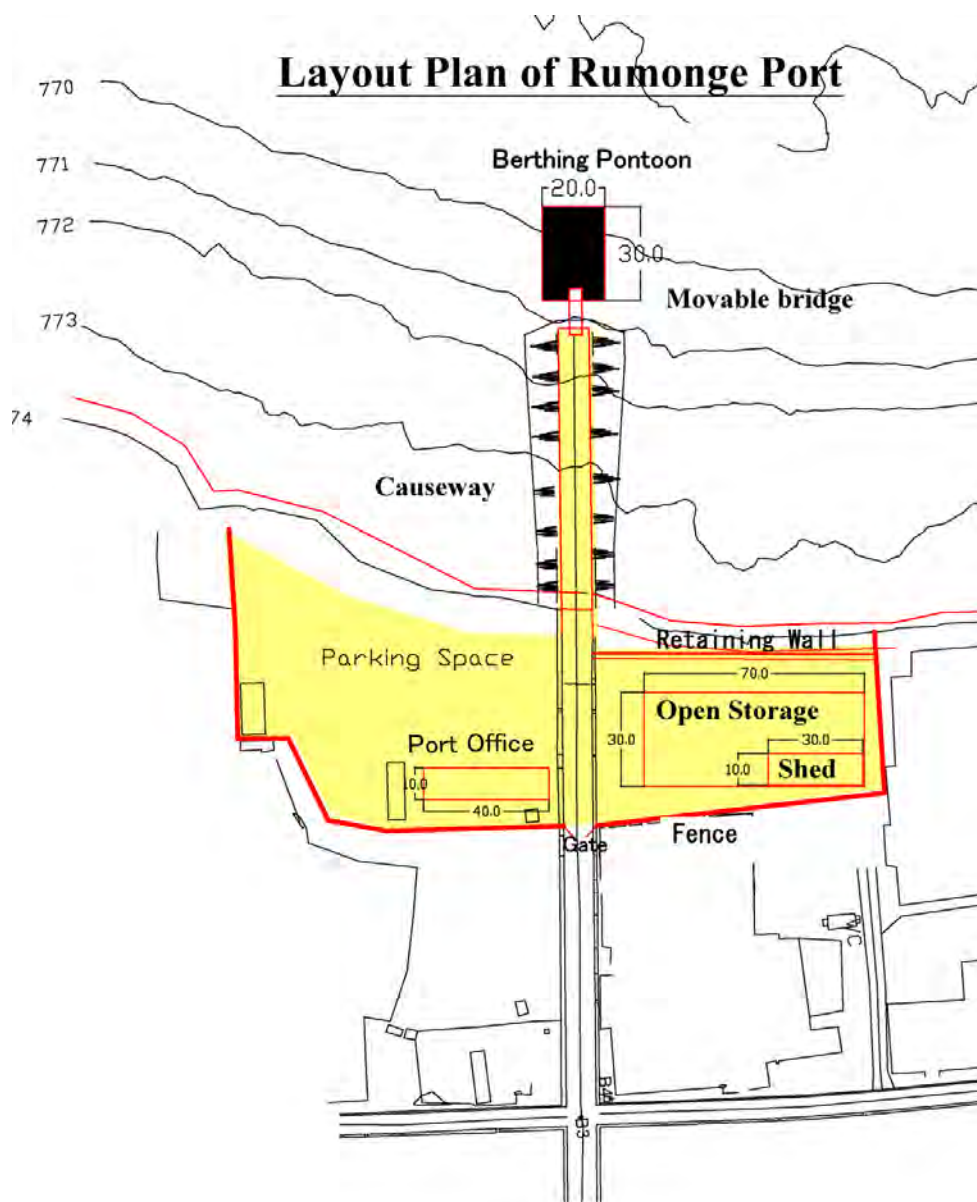 Layout Plan of Rumonge Port
770
Berthing Pontoon
771
20.0
772
30.0
Movable bridge
773
74
Causeway
Retaining Wall
Parking Space
70.0
Open Storage
Port Office
30.0
30.0
10.0
10.0
Shed
40.0
Gate
Fence
WC
B3